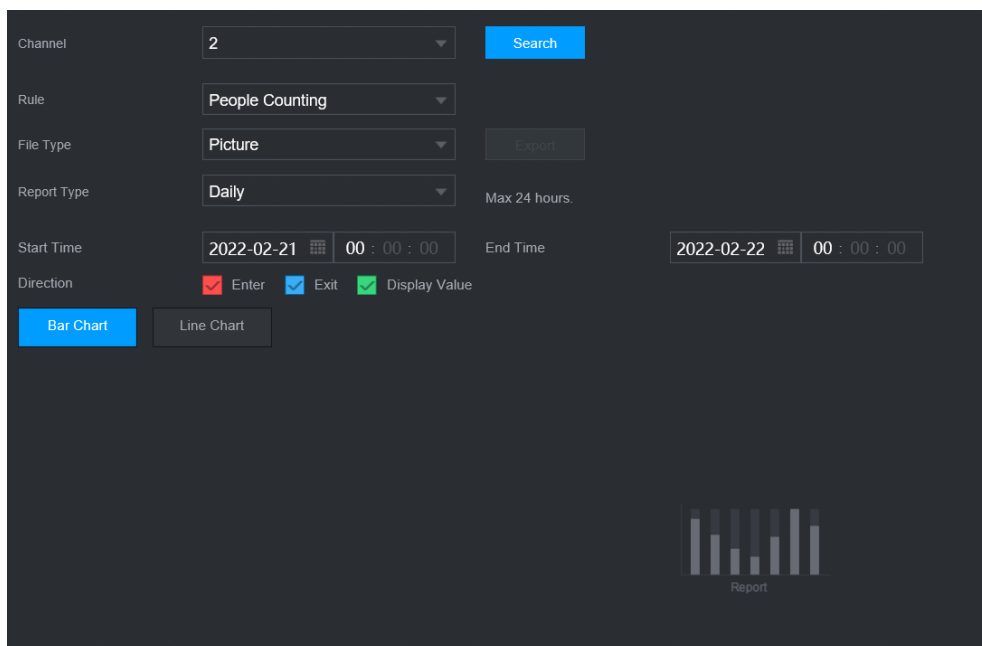 Channel 2 Search
Rule People Counting
File Type Picture Export
Report Type Daily Max 24 hours.
Start Time 2022-02-21 00 : 00 : 00 End Time 2022-02-22 00 : 00 : 00
Direction Enter Exit Display Value
Bar Chart Line Chart
Report